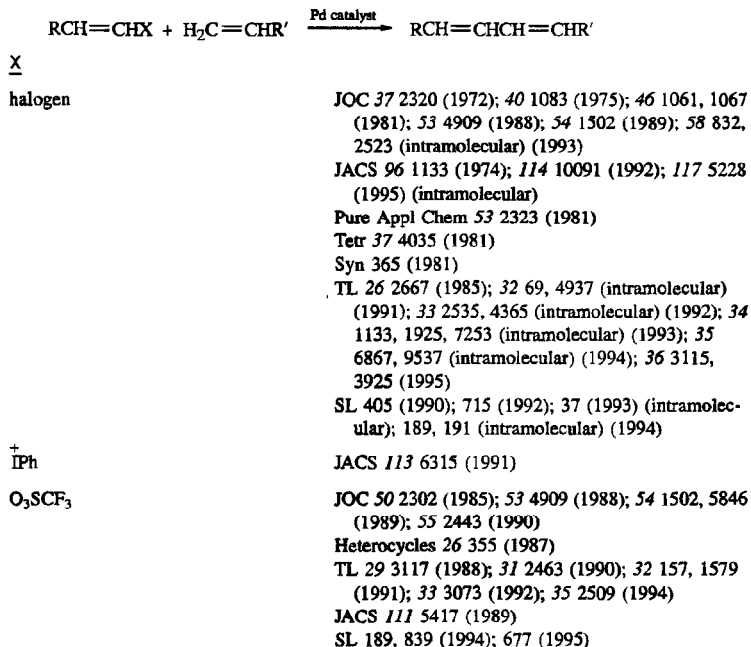 Pd catalyst
RCH=CHX + H₂C=CHR′ → RCH=CHCH=CHR′
X
halogen JOC 37 2320 (1972); 40 1083 (1975); 46 1061, 1067
(1981); 53 4909 (1988); 54 1502 (1989); 58 832,
2523 (intramolecular) (1993)
JACS 96 1133 (1974); 114 10091 (1992); 117 5228
(1995) (intramolecular)
Pure Appl Chem 53 2323 (1981)
Tetr 37 4035 (1981)
Syn 365 (1981)
TL 26 2667 (1985); 32 69, 4937 (intramolecular)
(1991); 33 2535, 4365 (intramolecular) (1992); 34
1133, 1925, 7253 (intramolecular) (1993); 35
6867, 9537 (intramolecular) (1994); 36 3115,
3925 (1995)
SL 405 (1990); 715 (1992); 37 (1993) (intramolec-
ular); 189, 191 (intramolecular) (1994)
+
IPh JACS 113 6315 (1991)
O₃SCF₃ JOC 50 2302 (1985); 53 4909 (1988); 54 1502, 5846
(1989); 55 2443 (1990)
Heterocycles 26 355 (1987)
TL 29 3117 (1988); 31 2463 (1990); 32 157, 1579
(1991); 33 3073 (1992); 35 2509 (1994)
JACS 111 5417 (1989)
SL 189, 839 (1994); 677 (1995)